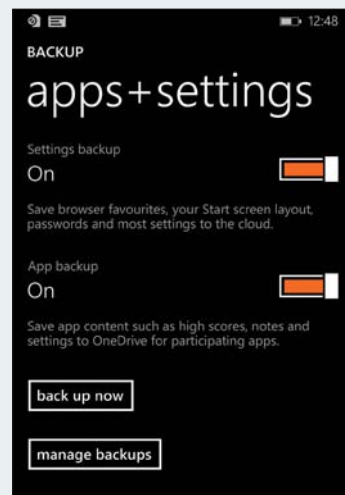 12:48
BACKUP
apps+settings
Settings backup
On
Save browser favourites, your Start screen layout,
passwords and most settings to the cloud.
App backup
On
Save app content such as high scores, notes and
settings to OneDrive for participating apps.
back up now
manage backups